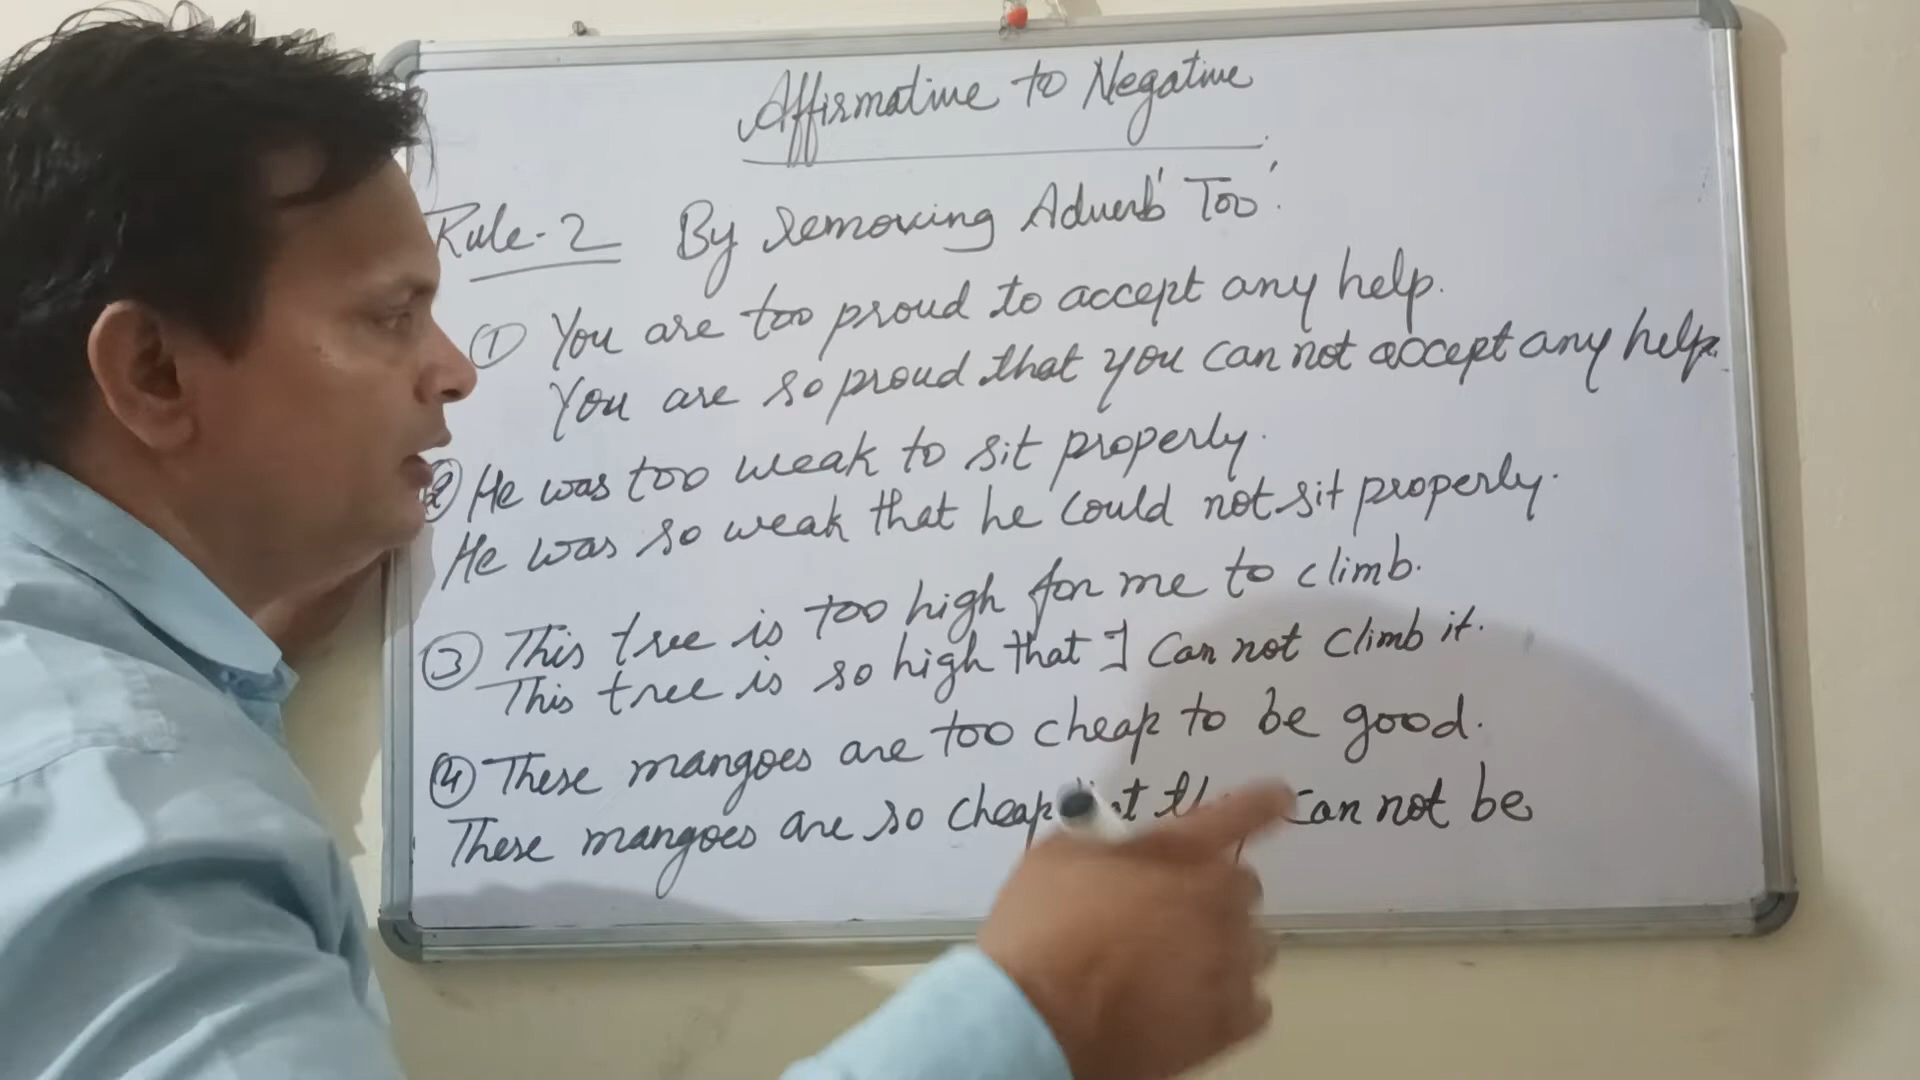 Affirmative to Negative
Rule-2 By removing Adverb 'Too'.
① You are too proud to accept any help.
You are so proud that you can not accept any help.
② He was too weak to sit properly.
He was so weak that he could not sit properly.
③ This tree is too high for me to climb.
This tree is so high that I can not climb it.
④ These mangoes are too cheap to be good.
These mangoes are so cheap can not be